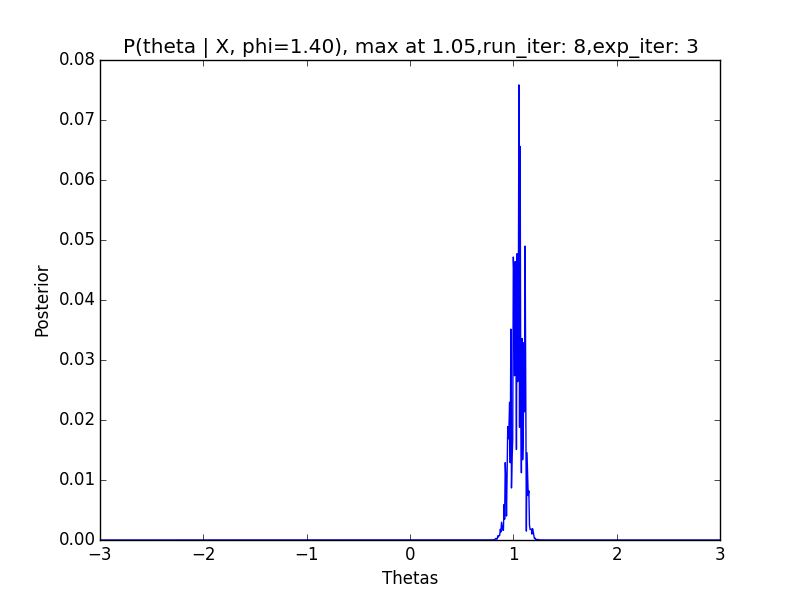 P(theta | X, phi=1.40), max at 1.05,run_iter: 8,exp_iter: 3
0.08
0.07
0.06
0.05
0.04
0.03
0.02
0.01
0.00
Posterior
−3 −2 −1 0 1 2 3
Thetas